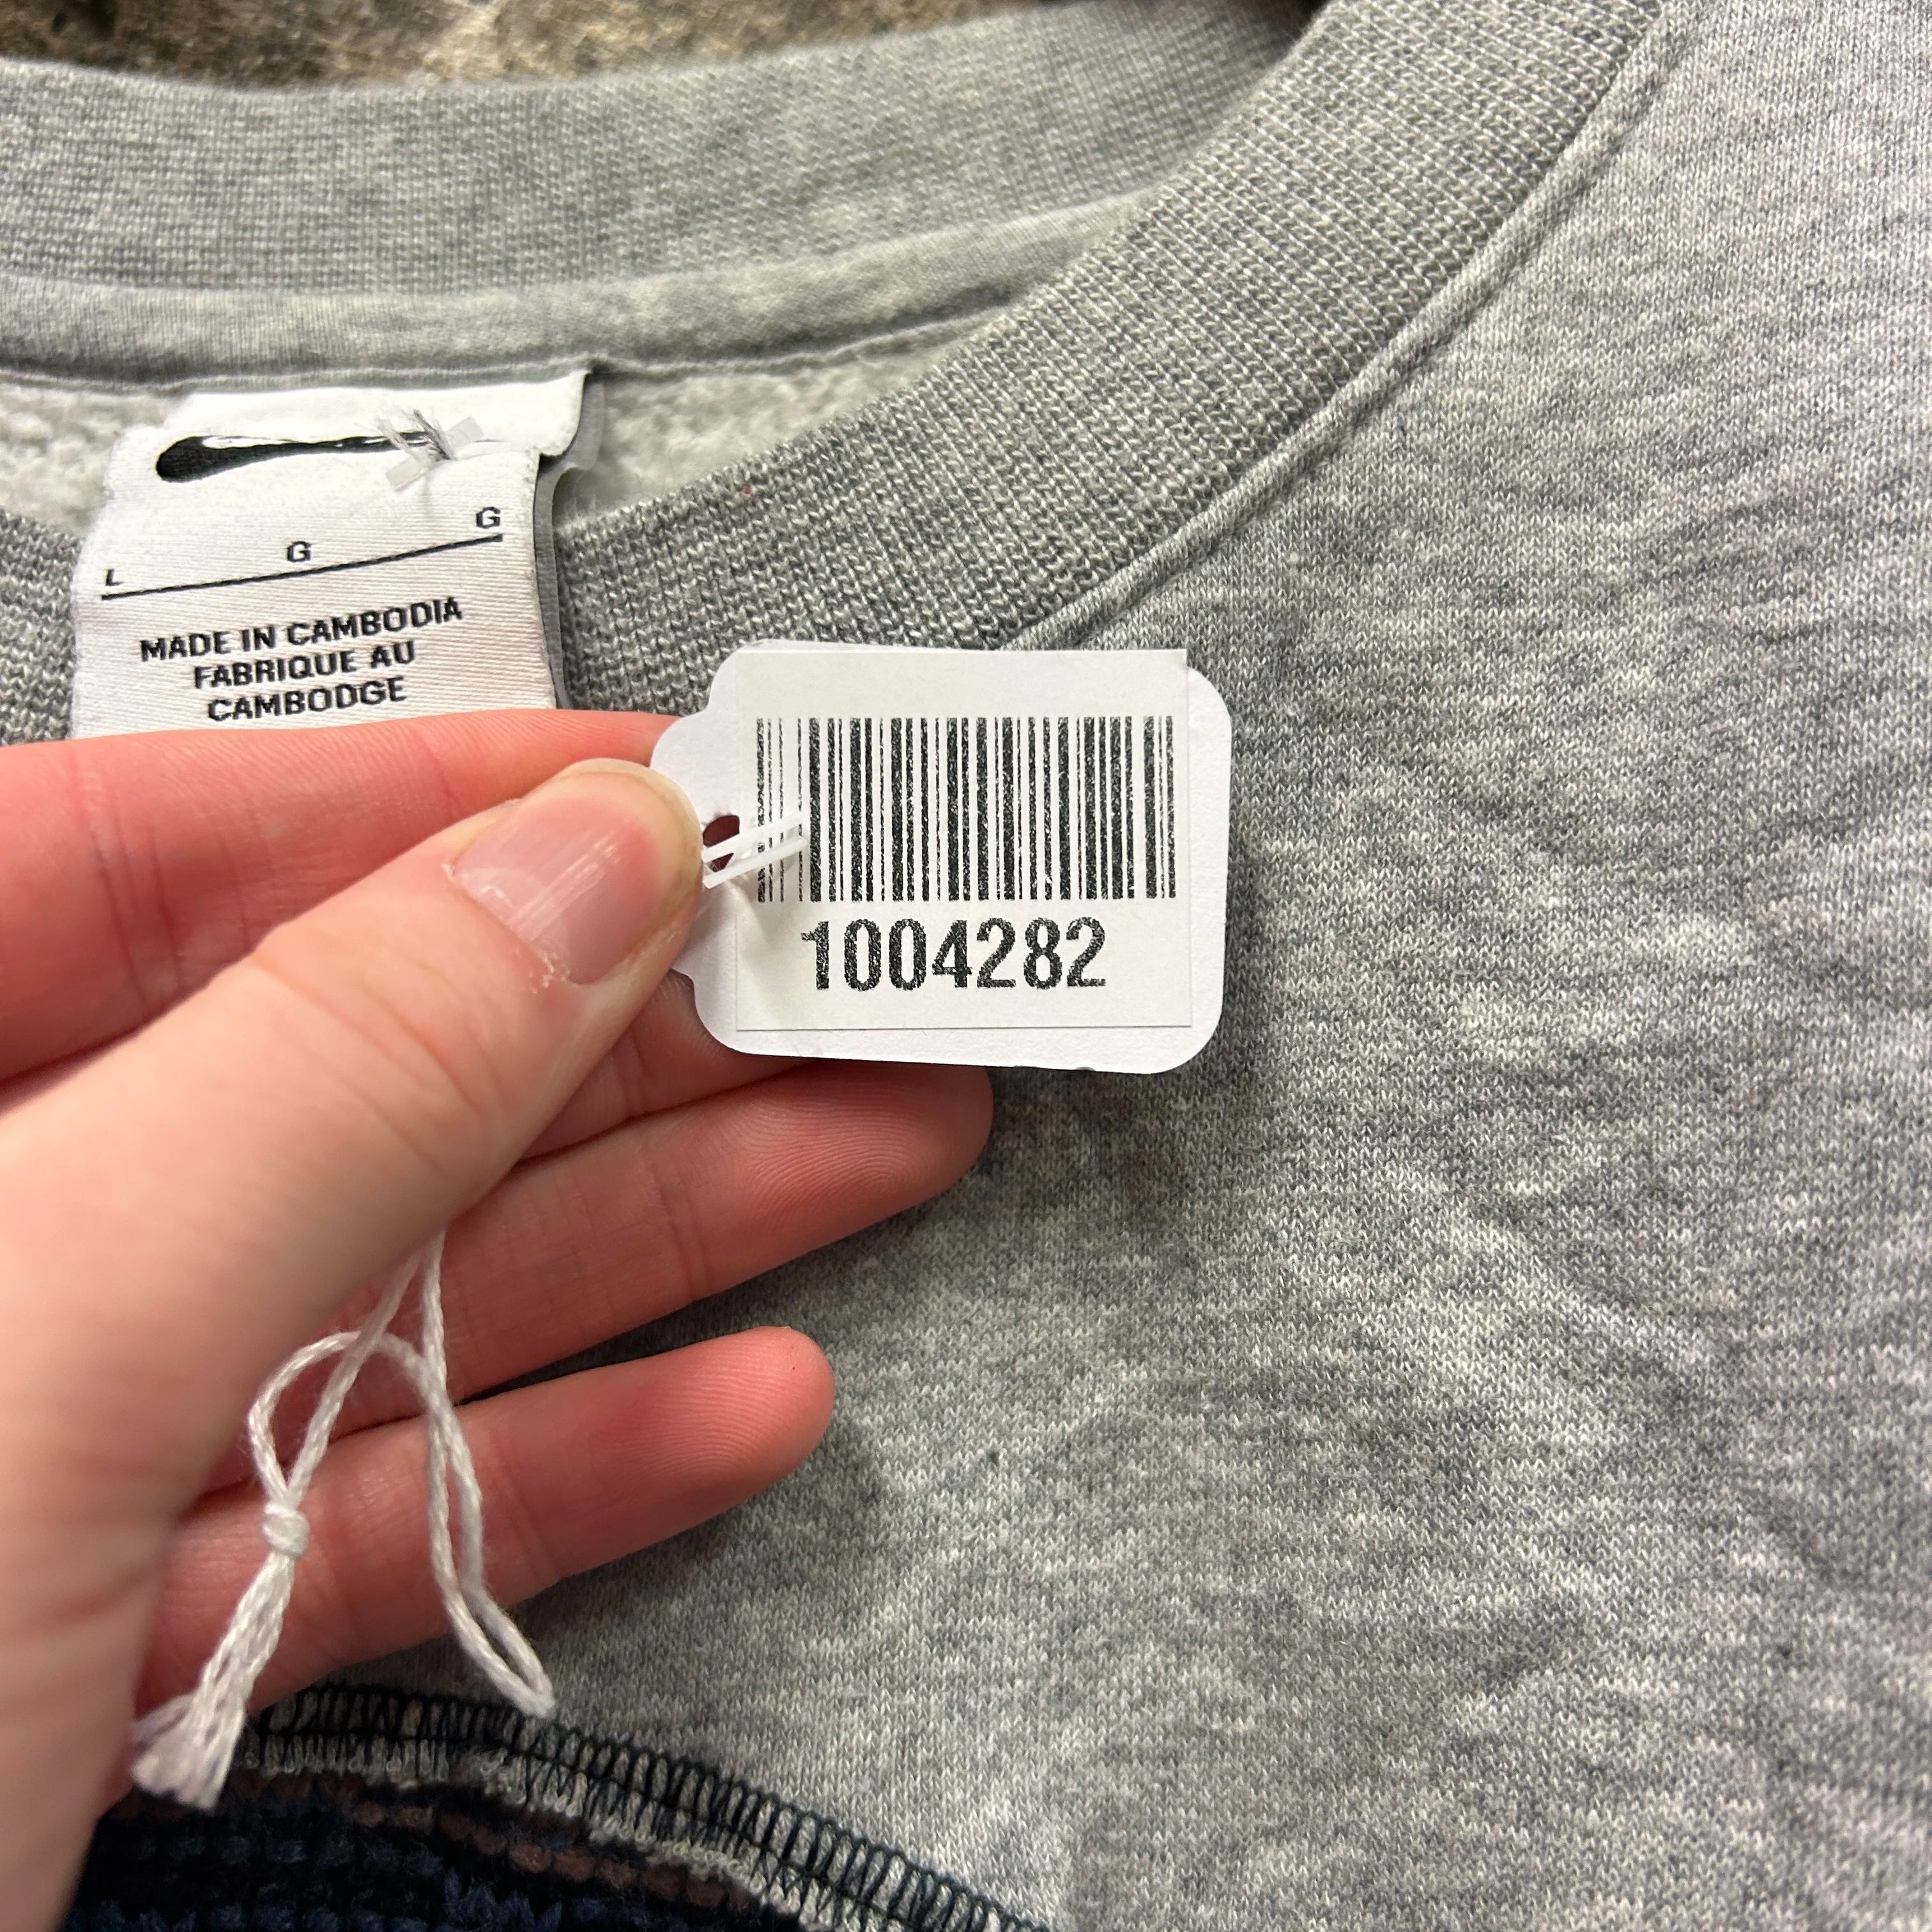 L G G
MADE IN CAMBODIA
FABRIQUE AU
CAMBODGE
1004282